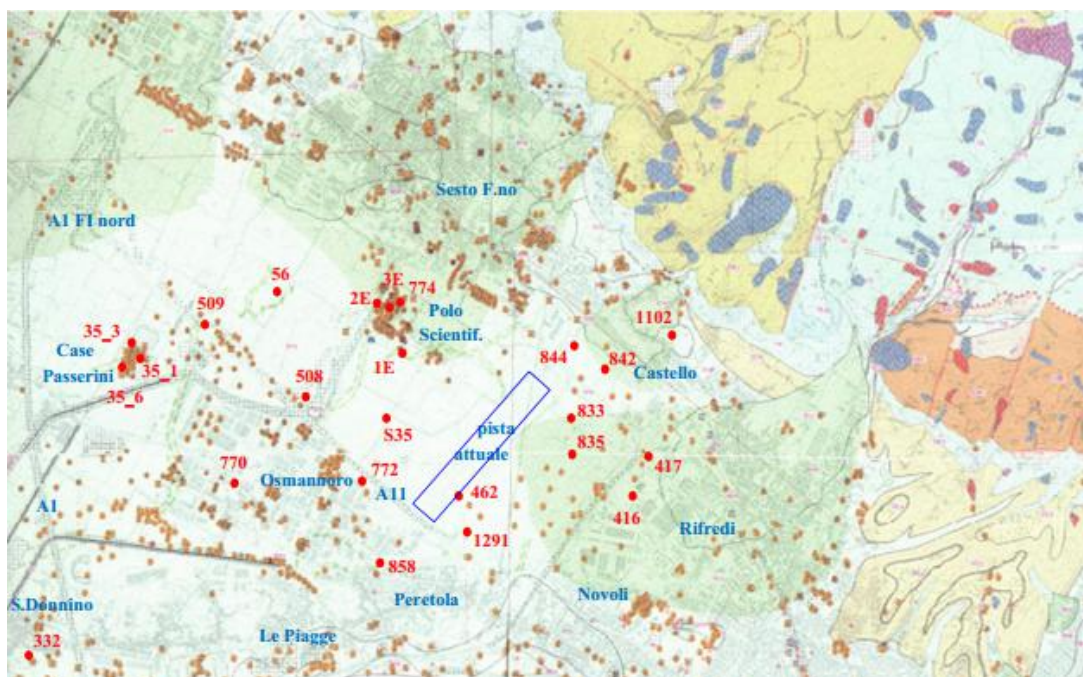 Sesto F.no
A1 FI nord
56
3E
2E
774
509
Polo
Scientif.
1102
35_3
Case
Passerini
35_1
35_6
1E
844
842
Castello
508
S35
pista
attuale
833
835
417
770
Osmannoro
772
A11
462
416
A1
1291
Rifredi
858
Peretola
Novoli
S.Donnino
Le Piagge
332